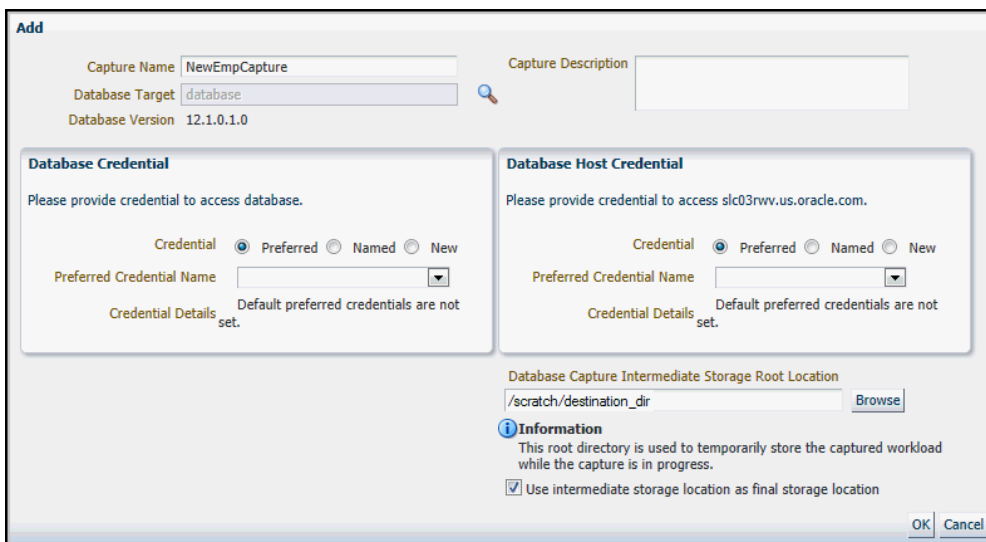 Add
Capture Name NewEmpCapture
Capture Description
Database Target database
Database Version 12.1.0.1.0
Database Credential
Please provide credential to access database.
Credential Preferred Named New
Preferred Credential Name
Credential Details Default preferred credentials are not
set.
Database Host Credential
Please provide credential to access slc03rwv.us.oracle.com.
Credential Preferred Named New
Preferred Credential Name
Credential Details Default preferred credentials are not
set.
Database Capture Intermediate Storage Root Location
/scratch/destination_dir Browse
Information
This root directory is used to temporarily store the captured workload
while the capture is in progress.
Use intermediate storage location as final storage location
OK Cancel